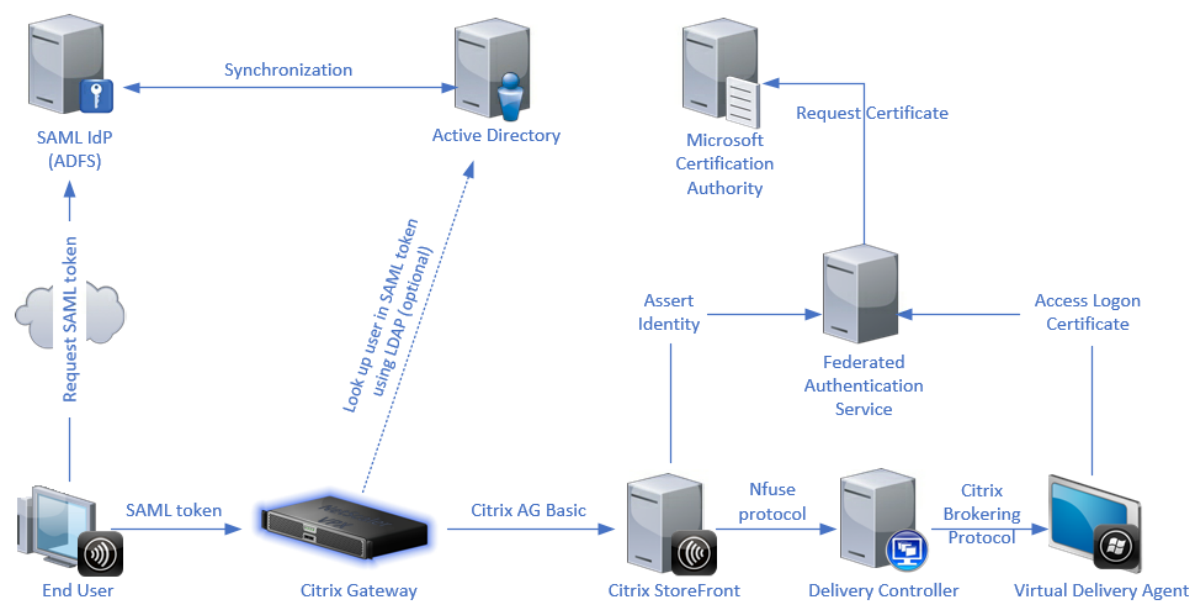 Synchronization
SAML IdP
(ADFS)
Active Directory
Request Certificate
Microsoft
Certification
Authority
Request SAML token
Look up user in SAML token
using LDAP (optional)
Assert
Identity
Access Logon
Certificate
Federated
Authentication
Service
SAML token
Citrix AG Basic
Nfuse
protocol
Citrix
Brokering
Protocol
End User
Citrix Gateway
Citrix StoreFront
Delivery Controller
Virtual Delivery Agent